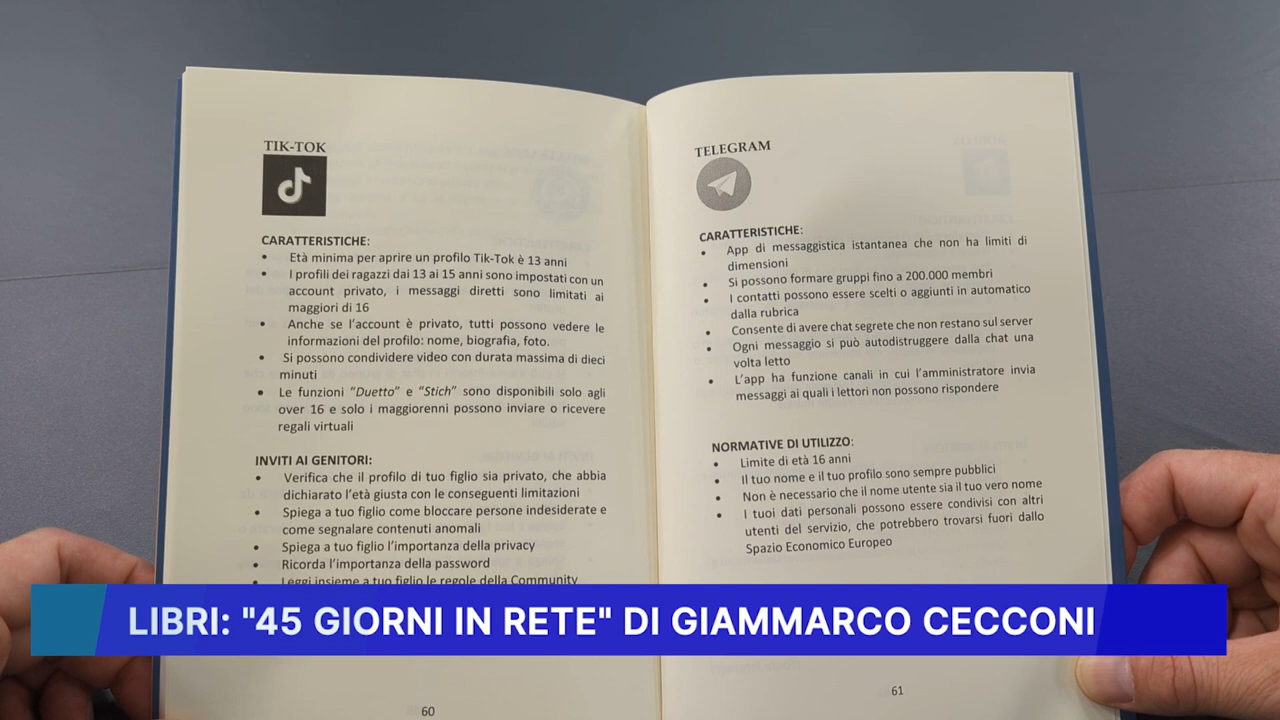 TIK-TOK
CARATTERISTICHE:
• Età minima per aprire un profilo Tik-Tok è 13 anni
• I profili dei ragazzi dai 13 ai 15 anni sono impostati con un
account privato, i messaggi diretti sono limitati ai
maggiori di 16
• Anche se l'account è privato, tutti possono vedere le
informazioni del profilo: nome, biografia, foto.
• Si possono condividere video con durata massima di dieci
minuti
• Le funzioni "Duetto" e "Stich" sono disponibili solo agli
over 16 e solo i maggiorenni possono inviare o ricevere
regali virtuali
INVITI AI GENITORI:
• Verifica che il profilo di tuo figlio sia privato, che abbia
dichiarato l'età giusta con le conseguenti limitazioni
• Spiega a tuo figlio come bloccare persone indesiderate e
come segnalare contenuti anomali
• Spiega a tuo figlio l'importanza della privacy
• Ricorda l'importanza della password
• Leggi insieme a tuo figlio le regole della Community
60
TELEGRAM
CARATTERISTICHE:
• App di messaggistica istantanea che non ha limiti di
dimensioni
• Si possono formare gruppi fino a 200.000 membri
• I contatti possono essere scelti o aggiunti in automatico
dalla rubrica
• Consente di avere chat segrete che non restano sul server
• Ogni messaggio si può autodistruggere dalla chat una
volta letto
• L'app ha funzione canali in cui l'amministratore invia
messaggi ai quali i lettori non possono rispondere
NORMATIVE DI UTILIZZO:
• Limite di età 16 anni
• Il tuo nome e il tuo profilo sono sempre pubblici
• Non è necessario che il nome utente sia il tuo vero nome
• I tuoi dati personali possono essere condivisi con altri
utenti del servizio, che potrebbero trovarsi fuori dallo
Spazio Economico Europeo
61
LIBRI: "45 GIORNI IN RETE" DI GIAMMARCO CECCONI